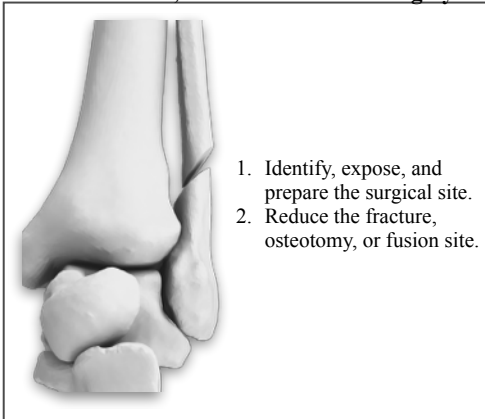 1. Identify, expose, and
prepare the surgical site.
2. Reduce the fracture,
osteotomy, or fusion site.